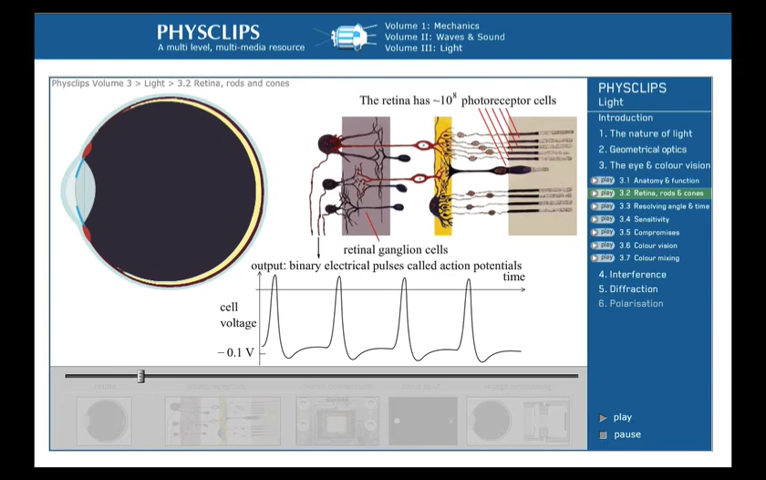 PHYSCLIPS
A multi level, multi-media resource
Volume 1: Mechanics
Volume II: Waves & Sound
Volume III: Light
Physclips Volume 3 > Light > 3.2 Retina, rods and cones
The retina has ~10⁸ photoreceptor cells
retinal ganglion cells
output: binary electrical pulses called action potentials
time
cell
voltage
− 0.1 V
PHYSCLIPS
Light
Introduction
1. The nature of light
2. Geometrical optics
3. The eye & colour vision
play 3.1 Anatomy & function
play 3.2 Retina, rods & cones
play 3.3 Resolving angle & time
play 3.4 Sensitivity
play 3.5 Compromises
play 3.6 Colour vision
play 3.7 Colour mixing
4. Interference
5. Diffraction
6. Polarisation
play
pause